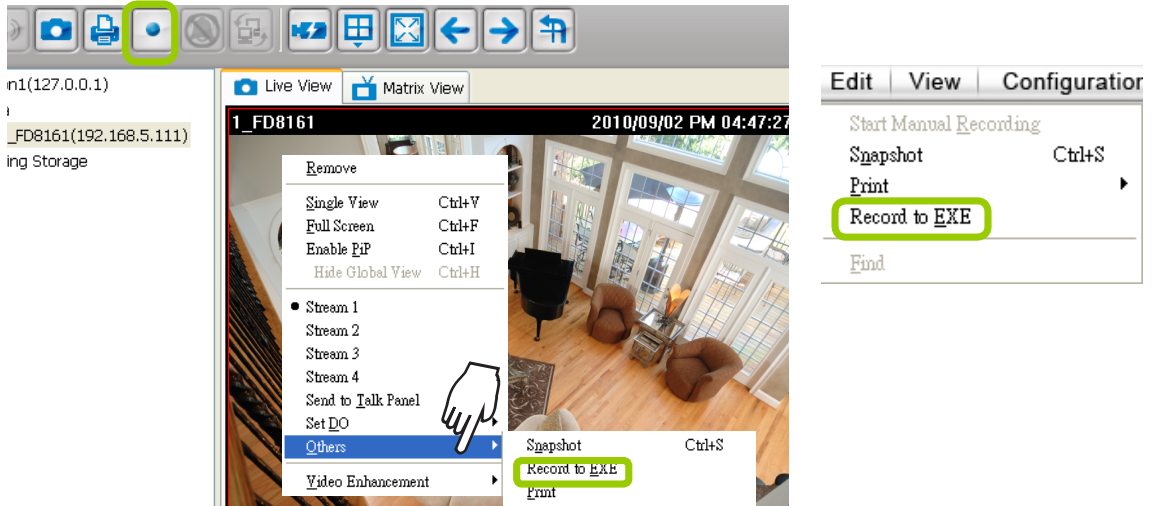 n1(127.0.0.1)
_FD8161(192.168.5.111)
ing Storage
Live View
Matrix View
1_FD8161
2010/09/02 PM 04:47:27
Remove
Single View Ctrl+V
Full Screen Ctrl+F
Enable PiP Ctrl+I
Hide Global View Ctrl+H
Stream 1
Stream 2
Stream 3
Stream 4
Send to Talk Panel
Set DO
Others
Video Enhancement
Snapshot Ctrl+S
Record to EXE
Print
Edit View Configuration
Start Manual Recording
Snapshot Ctrl+S
Print
Record to EXE
Find